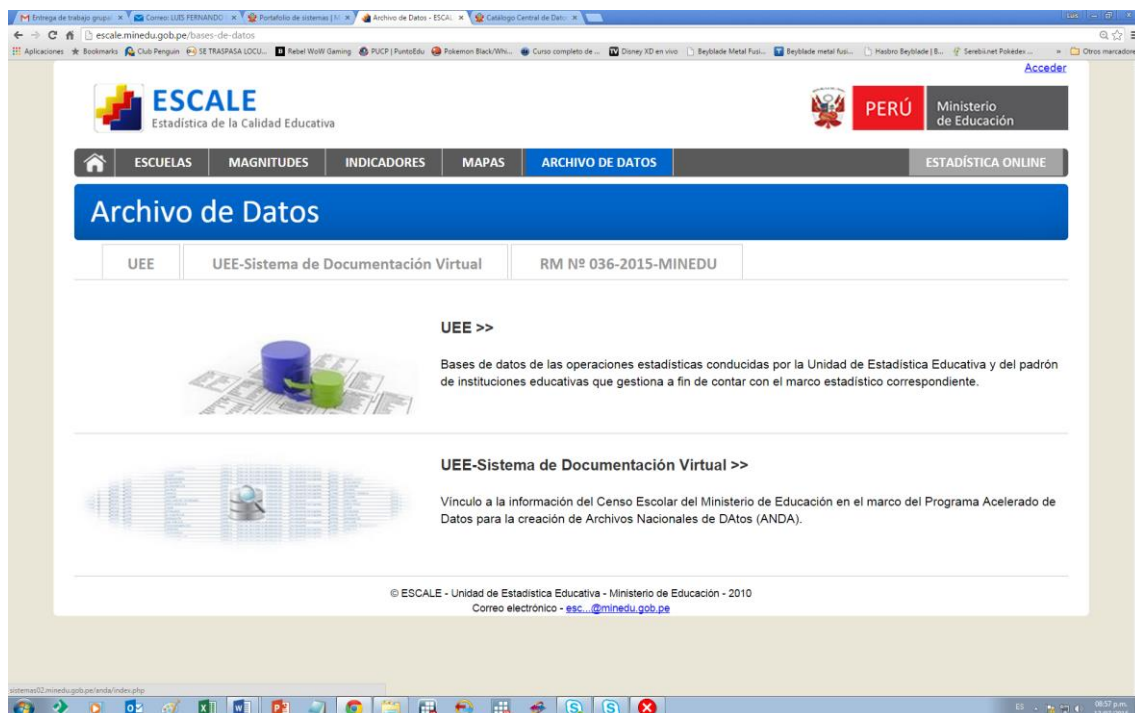 Entrega de trabajo grupal
Correo: LUIS FERNANDO
Portafolio de sistemas | M
Archivo de Datos - ESCAL
Catálogo Central de Dato
Luis
escale.minedu.gob.pe/bases-de-datos
Aplicaciones Bookmarks Club Penguin SE TRASPASA LOCU... Rebel WoW Gaming PUCP | PuntoEdu Pokemon Black/Whi... Curso completo de ... Disney XD en vivo Beyblade Metal Fusi... Beyblade metal fusi... Hasbro Beyblade | B... Serebii.net Pokédex ... » Otros marcadores
Acceder
ESCALE
Estadística de la Calidad Educativa
PERÚ
Ministerio
de Educación
ESCUELAS MAGNITUDES INDICADORES MAPAS ARCHIVO DE DATOS ESTADÍSTICA ONLINE
Archivo de Datos
UEE UEE-Sistema de Documentación Virtual RM Nº 036-2015-MINEDU
UEE >>
Bases de datos de las operaciones estadísticas conducidas por la Unidad de Estadística Educativa y del padrón
de instituciones educativas que gestiona a fin de contar con el marco estadístico correspondiente.
UEE-Sistema de Documentación Virtual >>
Vínculo a la información del Censo Escolar del Ministerio de Educación en el marco del Programa Acelerado de
Datos para la creación de Archivos Nacionales de DAtos (ANDA).
© ESCALE - Unidad de Estadística Educativa - Ministerio de Educación - 2010
Correo electrónico - esc...@minedu.gob.pe
sistemas02.minedu.gob.pe/anda/index.php
ES
08:57 p.m.